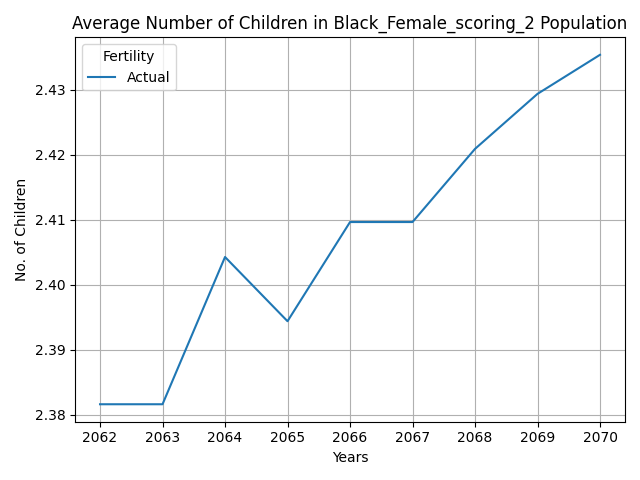 Average Number of Children in Black_Female_scoring_2 Population
Fertility
Actual
No. of Children
2.43
2.42
2.41
2.40
2.39
2.38
2062 2063 2064 2065 2066 2067 2068 2069 2070
Years